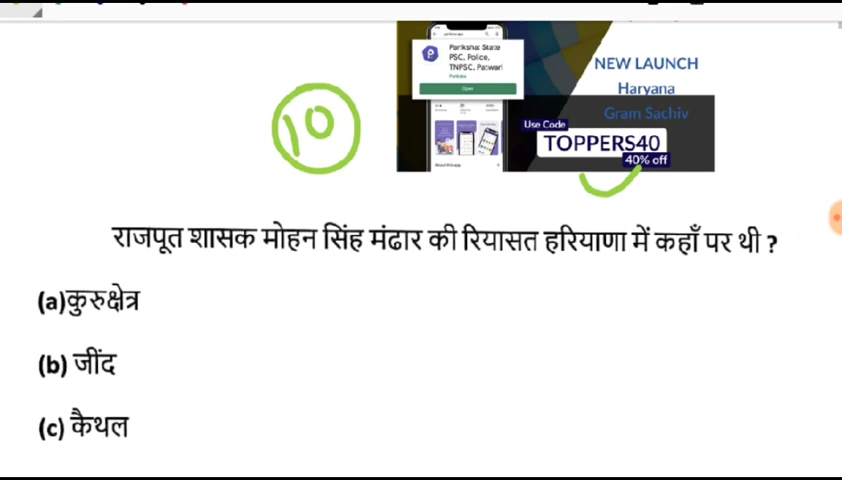 Pariksha: State
PSC, Police,
TNPSC, Patwari
Pariksha
Open
NEW LAUNCH
Haryana
Gram Sachiv
Use Code
TOPPERS40
40% off
10
राजपूत शासक मोहन सिंह मंढार की रियासत हरियाणा में कहाँ पर थी ?
(a)कुरुक्षेत्र
(b) जींद
(c) कैथल